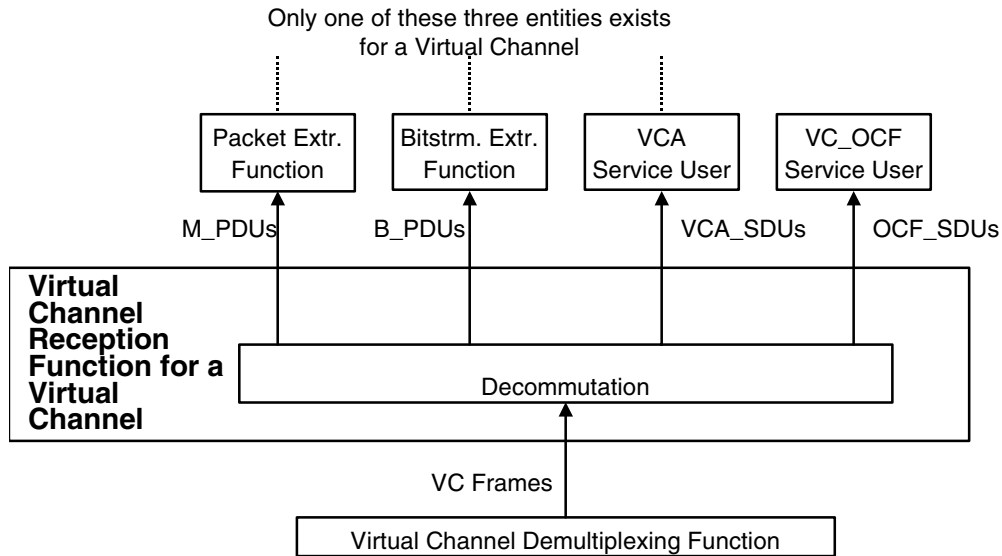 Only one of these three entities exists
for a Virtual Channel
Packet Extr.
Function
Bitstrm. Extr.
Function
VCA
Service User
VC_OCF
Service User
M_PDUs
B_PDUs
VCA_SDUs
OCF_SDUs
Virtual
Channel
Reception
Function for a
Virtual
Channel
Decommutation
VC Frames
Virtual Channel Demultiplexing Function